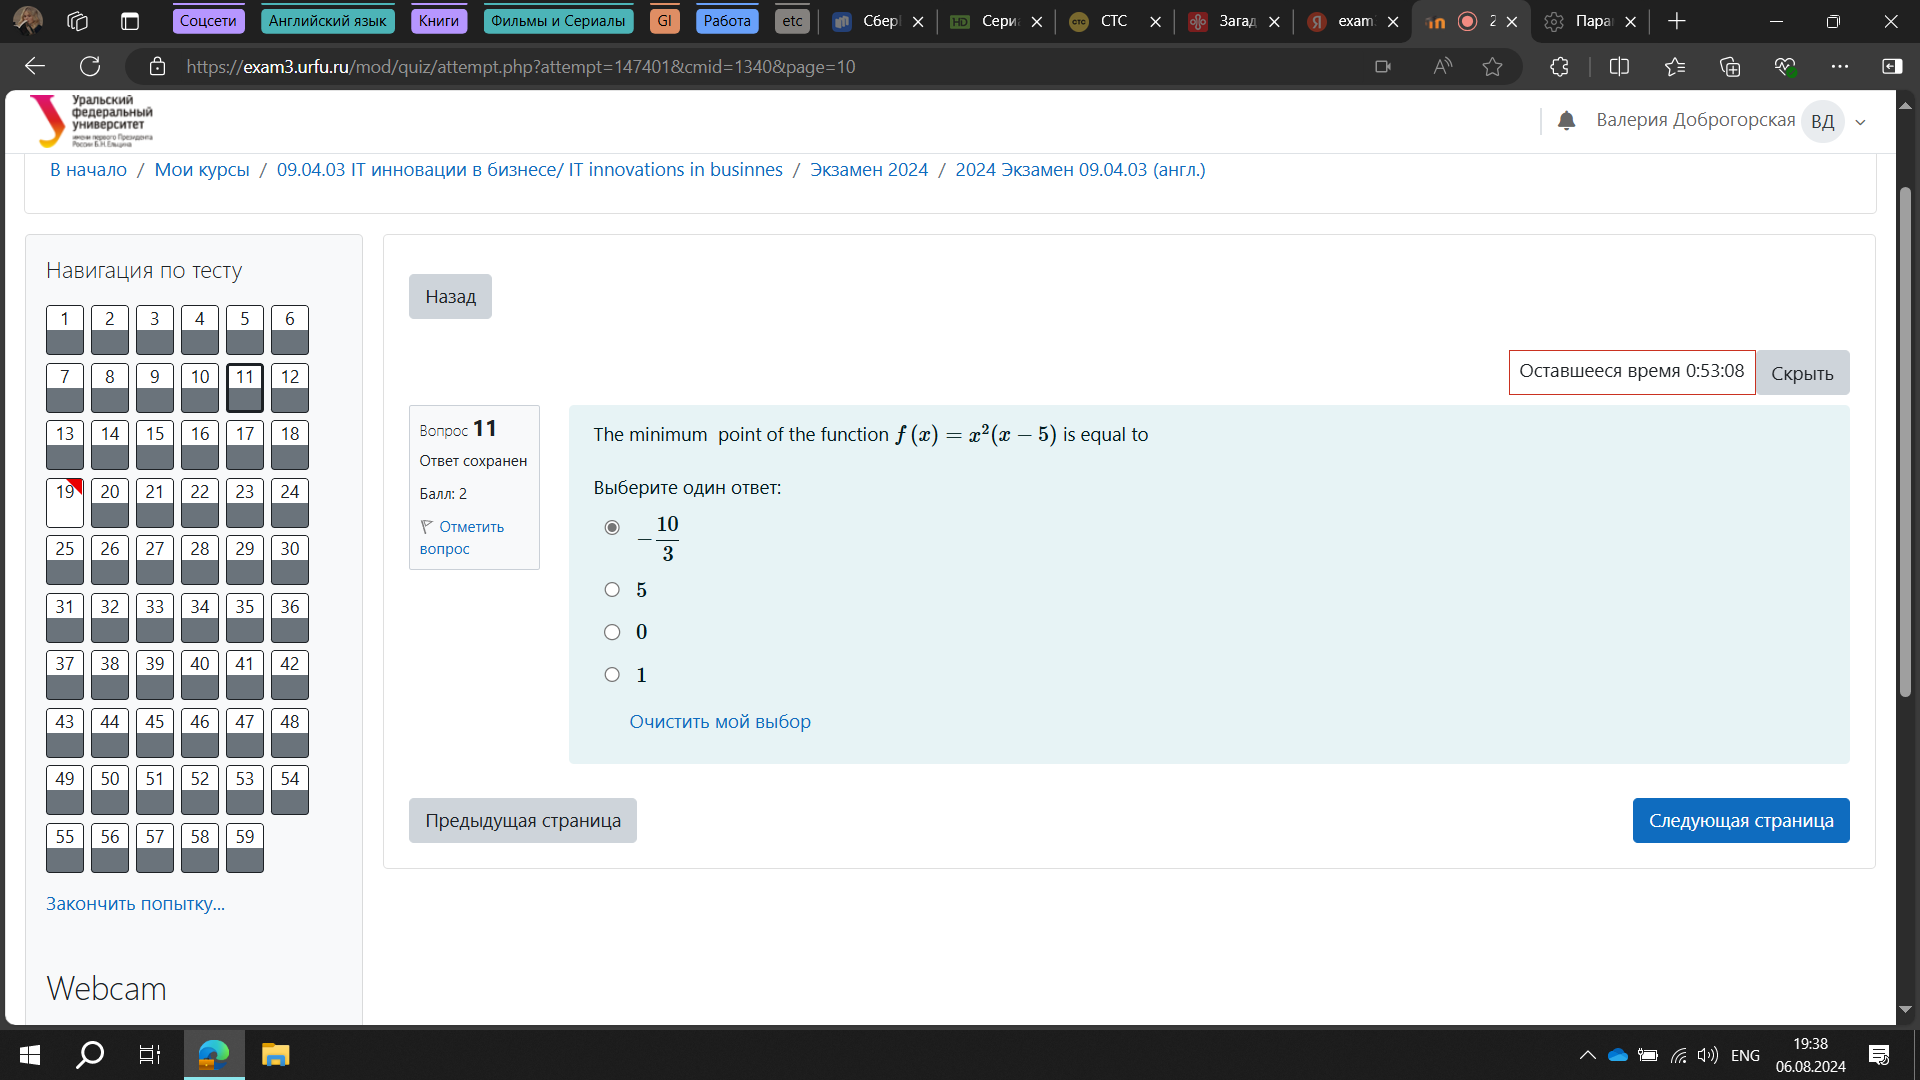 Соцсети
Английский язык
Книги
Фильмы и Сериалы
GI
Работа
etc
Сбер
HD
Сери
СТС
СТС
Загад
Я
exam
2
Пара
https://exam3.urfu.ru/mod/quiz/attempt.php?attempt=147401&cmid=1340&page=10
Уральский
федеральный
университет
имени первого Президента
России Б.Н.Ельцина
Валерия Доброгорская
ВД
В начало / Мои курсы / 09.04.03 IT инновации в бизнесе/ IT innovations in businnes / Экзамен 2024 / 2024 Экзамен 09.04.03 (англ.)
Навигация по тесту
1 2 3 4 5 6
7 8 9 10 11 12
13 14 15 16 17 18
19 20 21 22 23 24
25 26 27 28 29 30
31 32 33 34 35 36
37 38 39 40 41 42
43 44 45 46 47 48
49 50 51 52 53 54
55 56 57 58 59
Закончить попытку...
Webcam
Назад
Оставшееся время 0:53:08
Скрыть
Вопрос 11
Ответ сохранен
Балл: 2
Отметить
вопрос
The minimum point of the function f(x) = x²(x − 5) is equal to
Выберите один ответ:
−10/3
5
0
1
Очистить мой выбор
Предыдущая страница
Следующая страница
ENG
19:38
06.08.2024